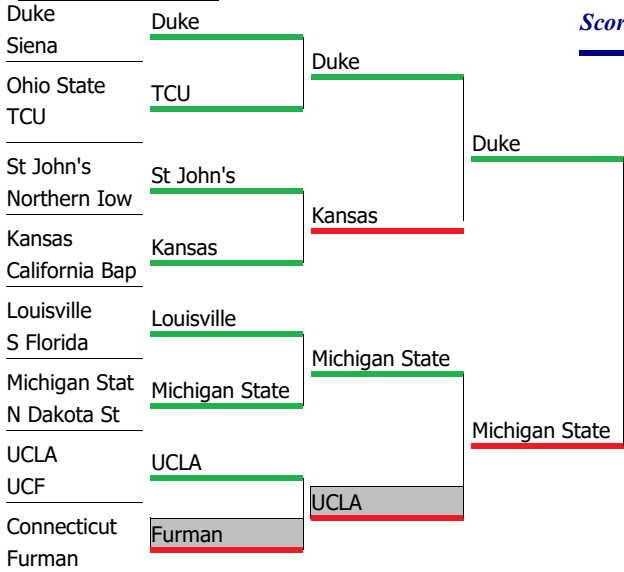 Duke
Siena
Ohio State
TCU
St John's
Northern Iow
Kansas
California Bap
Louisville
S Florida
Michigan Stat
N Dakota St
UCLA
UCF
Connecticut
Furman
Duke
TCU
St John's
Kansas
Louisville
Michigan State
UCLA
Furman
Duke
Kansas
Michigan State
UCLA
Duke
Michigan State
Scor